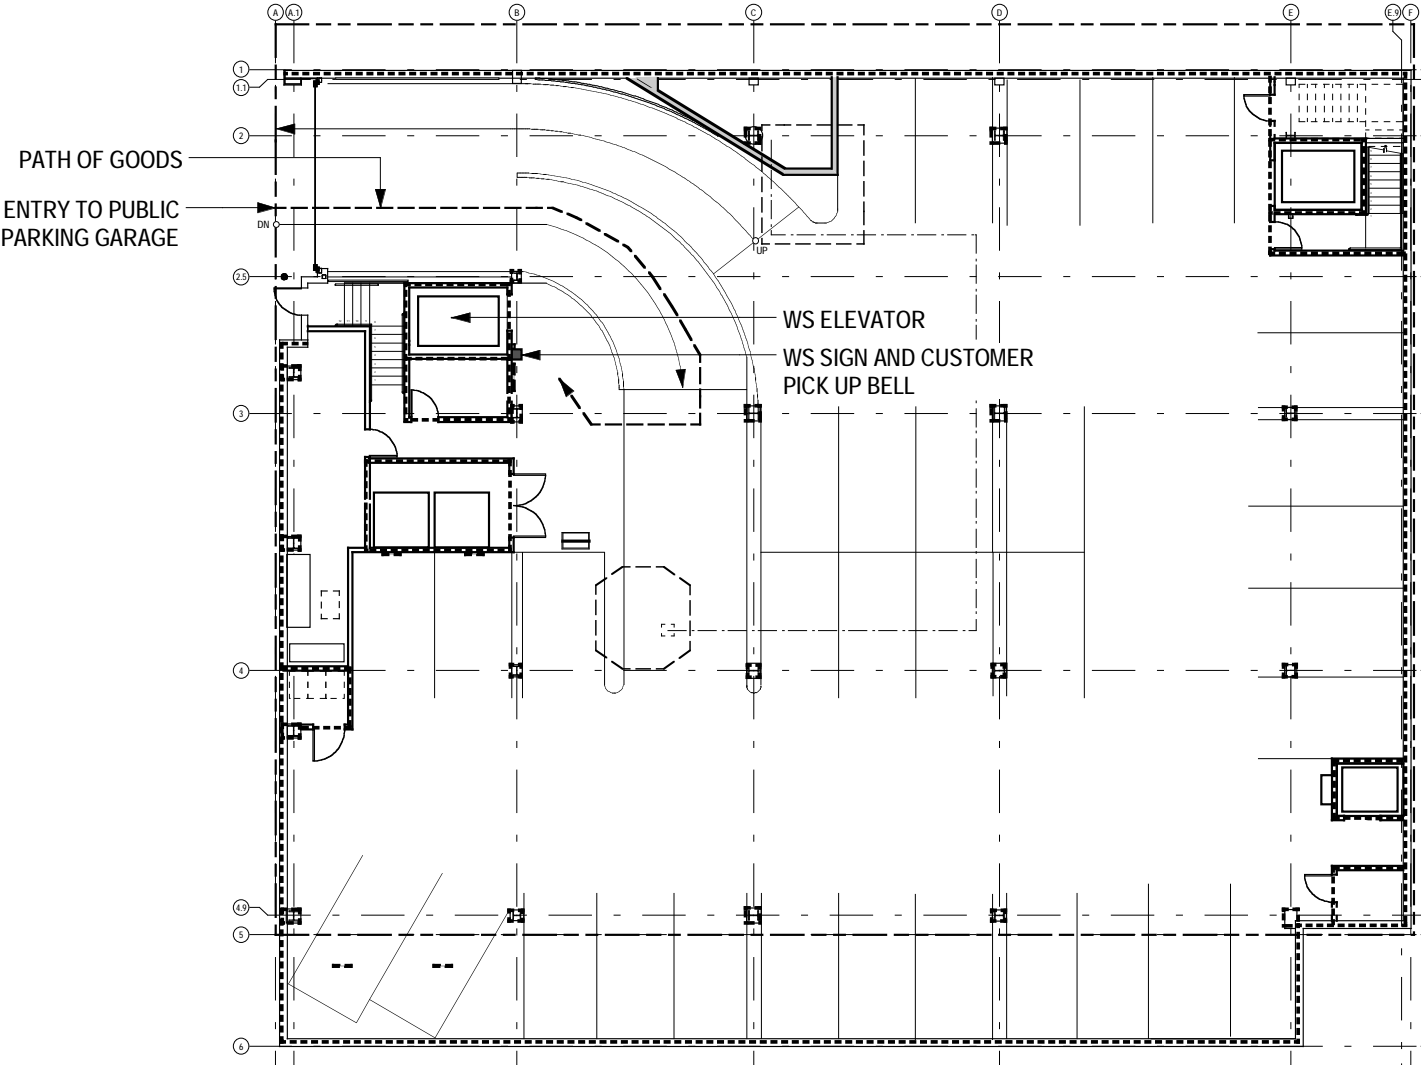 A
A.1
B
C
D
E
E.9
F
1
1.1
2
PATH OF GOODS
ENTRY TO PUBLIC
PARKING GARAGE
DN
UP
2.5
WS ELEVATOR
WS SIGN AND CUSTOMER
PICK UP BELL
3
4
4.9
5
6